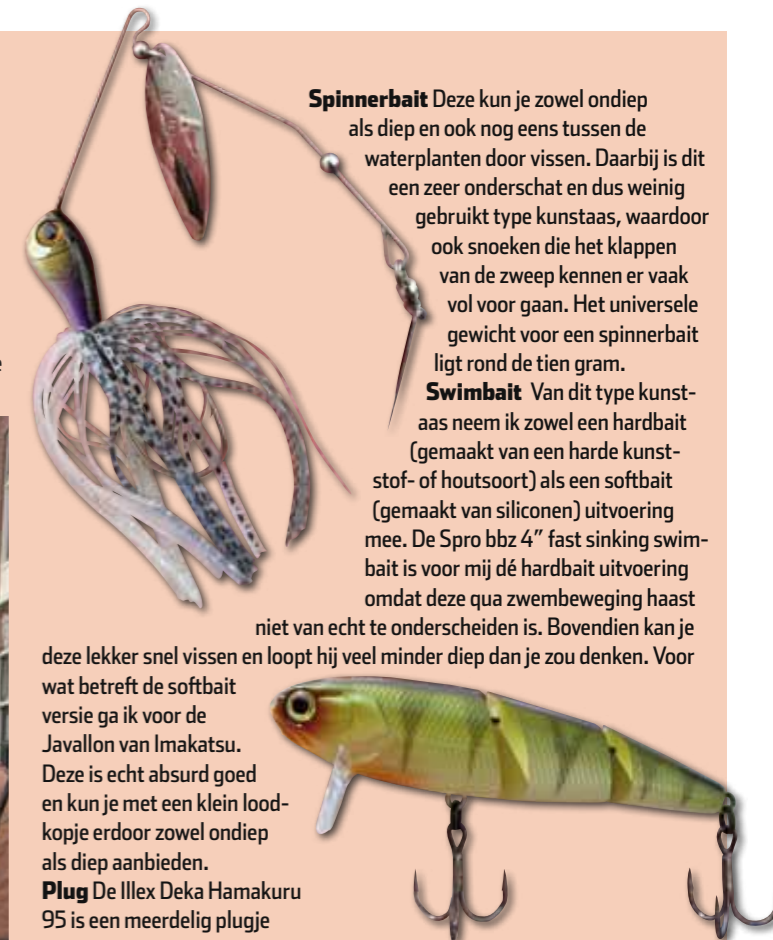 Spinnerbait Deze kun je zowel ondiep
als diep en ook nog eens tussen de
waterplanten door vissen. Daarbij is dit
een zeer onderschat en dus weinig
gebruikt type kunstaas, waardoor
ook snoeken die het klappen
van de zweep kennen er vaak
vol voor gaan. Het universele
gewicht voor een spinnerbait
ligt rond de tien gram.
Swimbait Van dit type kunst-
aas neem ik zowel een hardbait
(gemaakt van een harde kunst-
stof- of houtsoort) als een softbait
(gemaakt van siliconen) uitvoering
mee. De Spro bbz 4” fast sinking swim-
bait is voor mij dé hardbait uitvoering
omdat deze qua zwembeweging haast
niet van echt te onderscheiden is. Bovendien kan je
deze lekker snel vissen en loopt hij veel minder diep dan je zou denken. Voor
wat betreft de softbait
versie ga ik voor de
Javallon van Imakatsu.
Deze is echt absurd goed
en kun je met een klein lood-
kopje erdoor zowel ondiep
als diep aanbieden.
Plug De Illex Deka Hamakuru
95 is een meerdelig plugje